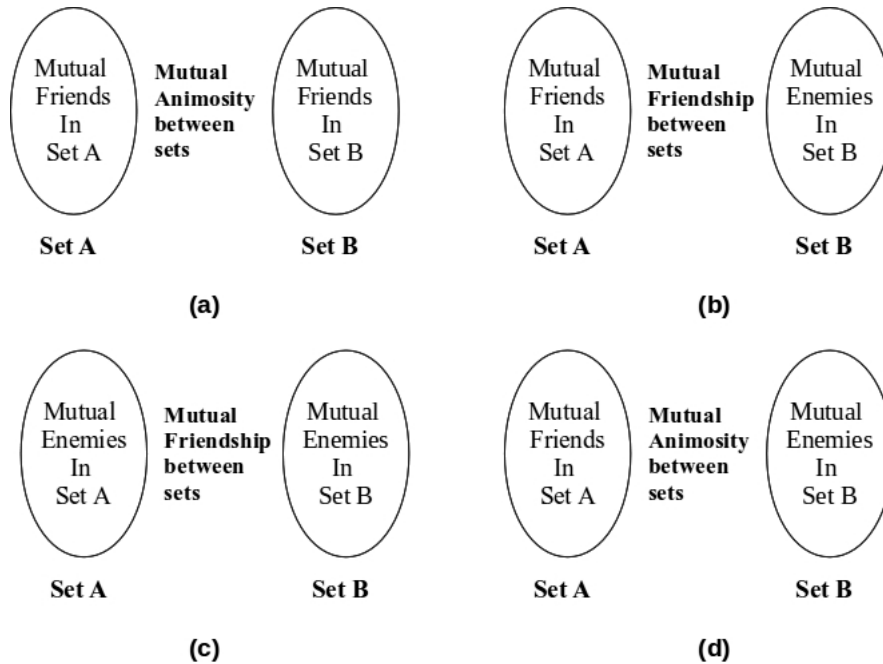 Mutual
Friends
In
Set A
Mutual
Animosity
between
sets
Mutual
Friends
In
Set B
Set A
Set B
(a)
Mutual
Friends
In
Set A
Mutual
Friendship
between
sets
Mutual
Enemies
In
Set B
Set A
Set B
(b)
Mutual
Enemies
In
Set A
Mutual
Friendship
between
sets
Mutual
Enemies
In
Set B
Set A
Set B
(c)
Mutual
Friends
In
Set A
Mutual
Animosity
between
sets
Mutual
Enemies
In
Set B
Set A
Set B
(d)